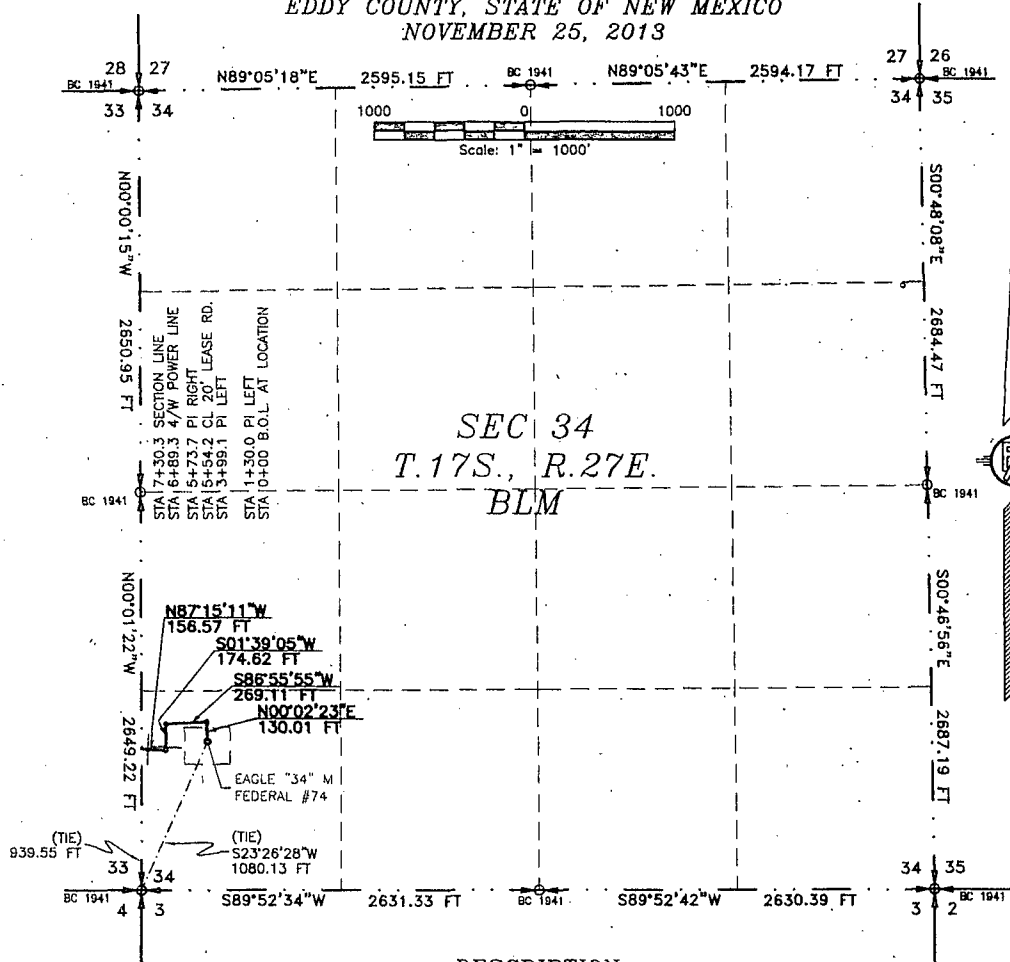 EDDY COUNTY, STATE OF NEW MEXICO
NOVEMBER 25, 2013
28 27
N89°05'18"E 2595.15 FT
BC 1941
N89°05'43"E 2594.17 FT
27 26
BC 1941
BC 1941
33 34
34 35
1000 0 1000
Scale: 1" = 1000'
N00°00'15"W 2650.95 FT
S00°48'08"E 2684.47 FT
STA 7+30.3 SECTION LINE
STA 6+89.3 4/W POWER LINE
STA 5+73.7 PI RIGHT
STA 5+54.2 CL 20' LEASE RD.
STA 3+99.1 PI LEFT
STA 1+30.0 PI LEFT
STA 0+00 B.O.L. AT LOCATION
SEC 34
T.17S., R.27E.
BLM
BC 1941
BC 1941
N00°01'22"W 2649.22 FT
S00°46'56"E 2687.19 FT
N87°15'11"W
156.57 FT
S01°39'05"W
174.62 FT
S86°55'55"W
269.11 FT
N00°02'23"E
130.01 FT
EAGLE "34" M
FEDERAL #74
(TIE)
939.55 FT
(TIE)
S23°26'28"W
1080.13 FT
33 34
34 35
BC 1941
S89°52'34"W 2631.33 FT
BC 1941
S89°52'42"W 2630.39 FT
BC 1941
4 3
3 2
DESCRIPTION